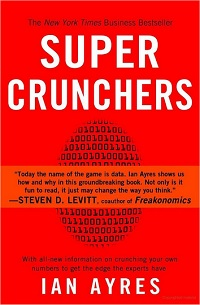 The New York Times Business Bestseller
SUPER
CRUNCHERS
"Today the name of the game is data. Ian Ayres shows us
how and why in this groundbreaking book. Not only is it
fun to read, it just may change the way you think."
—STEVEN D. LEVITT, coauthor of Freakonomics
With all-new information on crunching your own
numbers to get the edge the experts have
IAN AYRES